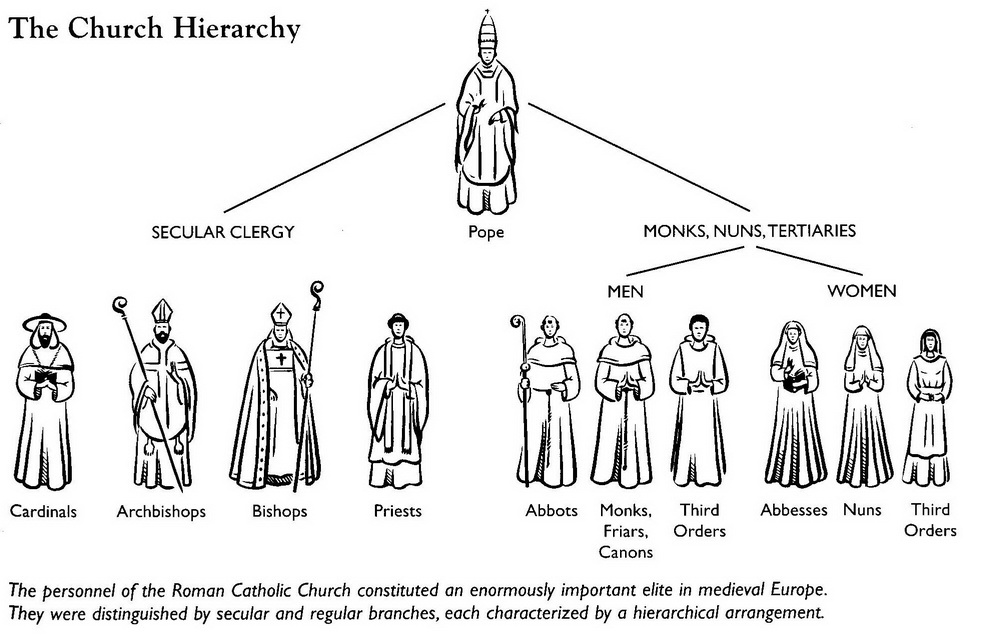 The Church Hierarchy
Pope
SECULAR CLERGY
MONKS, NUNS, TERTIARIES
MEN
WOMEN
Cardinals
Archbishops
Bishops
Priests
Abbots
Monks,
Friars,
Canons
Third
Orders
Abbesses
Nuns
Third
Orders
The personnel of the Roman Catholic Church constituted an enormously important elite in medieval Europe.
They were distinguished by secular and regular branches, each characterized by a hierarchical arrangement.